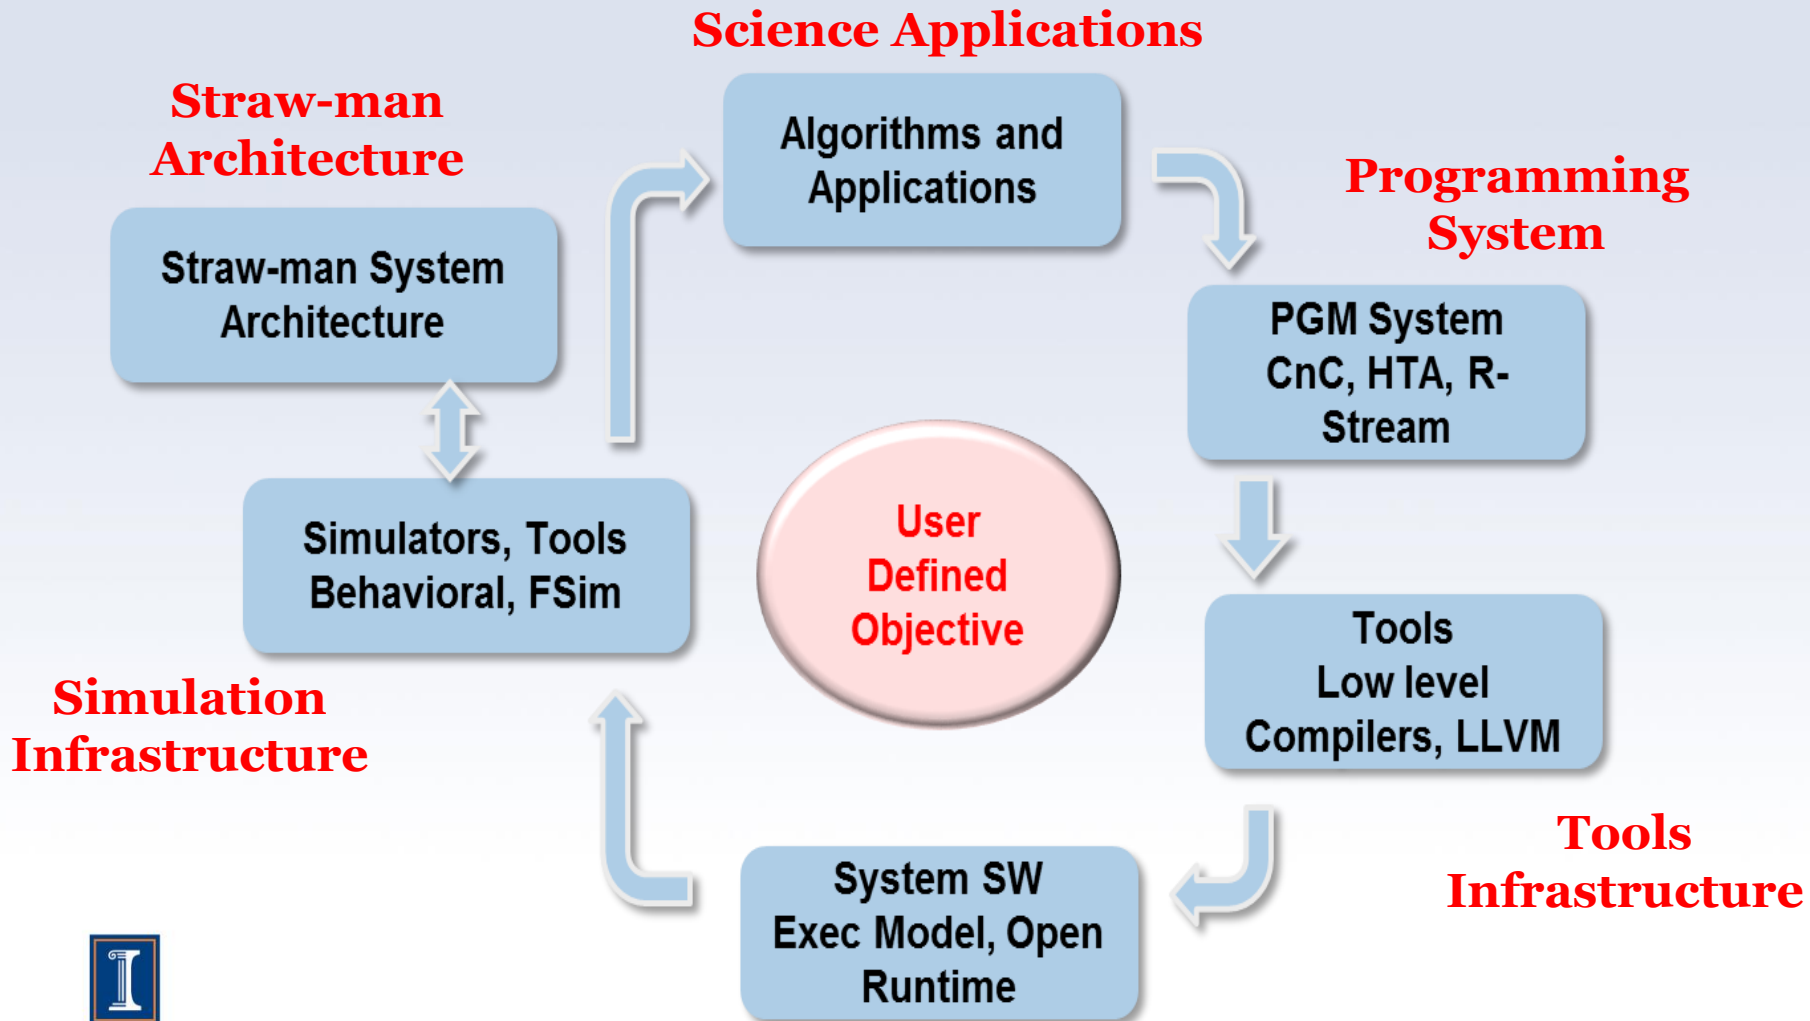 Science Applications
Straw-man
Architecture
Algorithms and
Applications
Programming
System
Straw-man System
Architecture
PGM System
CnC, HTA, R-
Stream
Simulators, Tools
Behavioral, FSim
User
Defined
Objective
Tools
Low level
Compilers, LLVM
Simulation
Infrastructure
Tools
Infrastructure
System SW
Exec Model, Open
Runtime
I